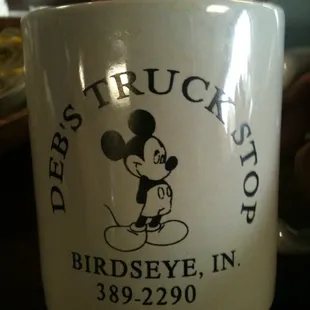 DEB'S TRUCK STOP
BIRDSEYE, IN.
389-2290